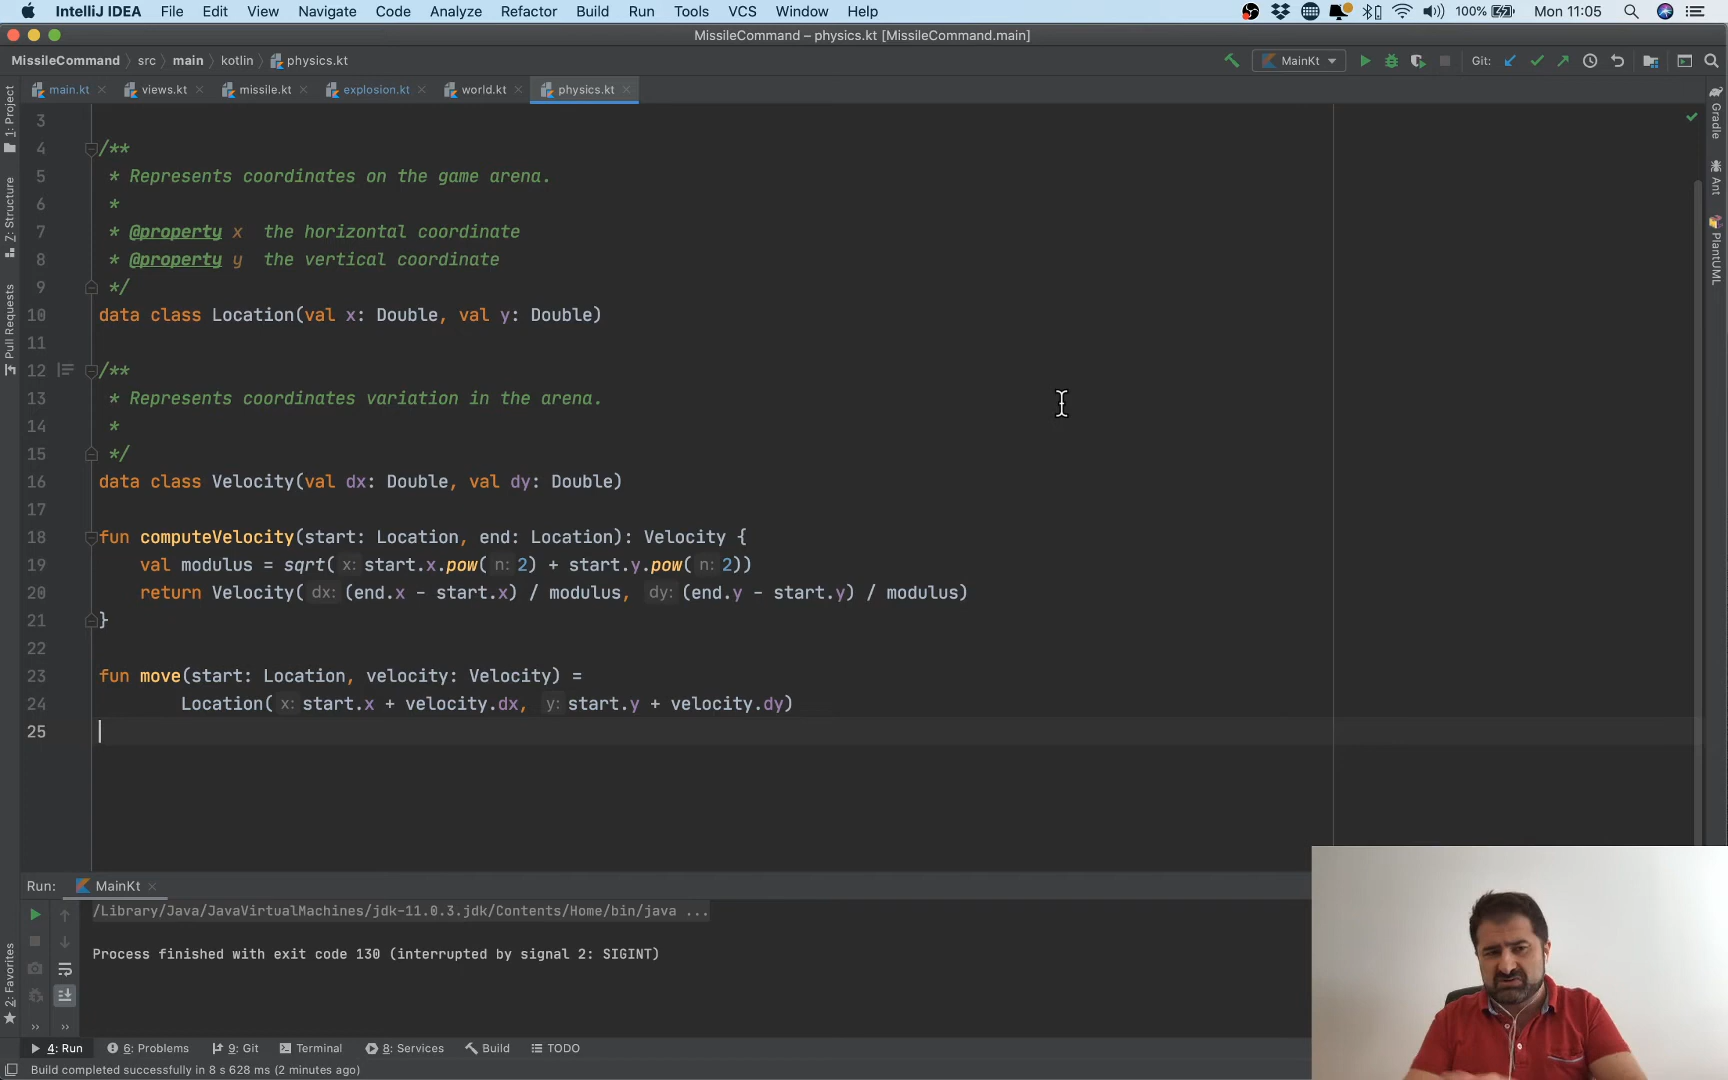 IntelliJ IDEA File Edit View Navigate Code Analyze Refactor Build Run Tools VCS Window Help 100% Mon 11:05
MissileCommand – physics.kt [MissileCommand.main]
MissileCommand src main kotlin physics.kt MainKt Git:
main.kt views.kt missile.kt explosion.kt world.kt physics.kt
1: Project
Z: Structure
Pull Requests
2: Favorites
3
4 /**
5 * Represents coordinates on the game arena.
6 *
7 * @property x the horizontal coordinate
8 * @property y the vertical coordinate
9 */
10 data class Location(val x: Double, val y: Double)
11
12 /**
13 * Represents coordinates variation in the arena.
14 *
15 */
16 data class Velocity(val dx: Double, val dy: Double)
17
18 fun computeVelocity(start: Location, end: Location): Velocity {
19 val modulus = sqrt( x: start.x.pow( n: 2) + start.y.pow( n: 2))
20 return Velocity( dx: (end.x - start.x) / modulus, dy: (end.y - start.y) / modulus)
21 }
22
23 fun move(start: Location, velocity: Velocity) =
24 Location( x: start.x + velocity.dx, y: start.y + velocity.dy)
25
Gradle
Ant
PlantUML
Run: MainKt
/Library/Java/JavaVirtualMachines/jdk-11.0.3.jdk/Contents/Home/bin/java ...
Process finished with exit code 130 (interrupted by signal 2: SIGINT)
4: Run 6: Problems 9: Git Terminal 8: Services Build TODO
Build completed successfully in 8 s 628 ms (2 minutes ago)